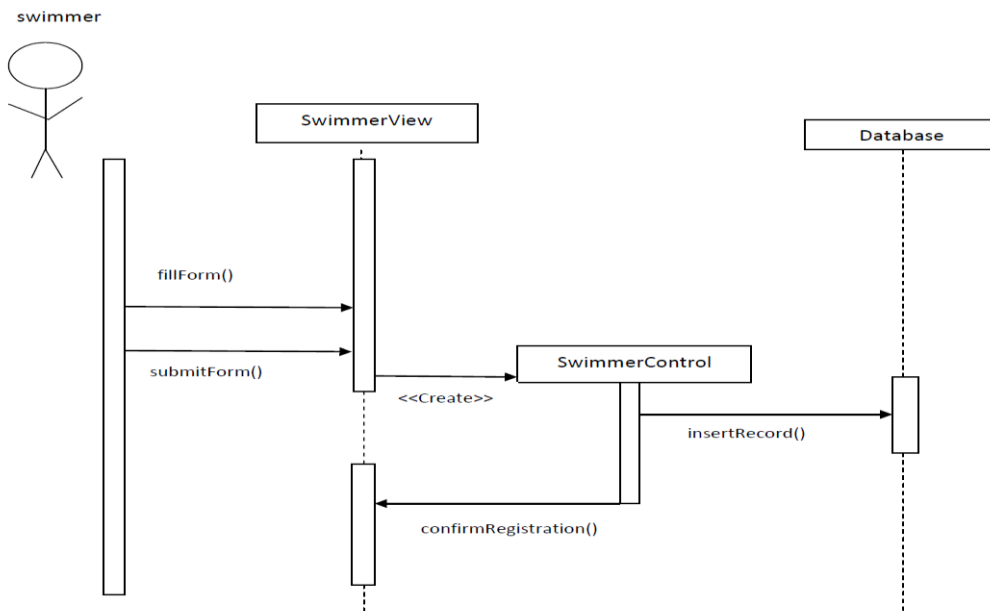 swimmer
SwimmerView
Database
fillForm()
submitForm()
SwimmerControl
<<Create>>
insertRecord()
confirmRegistration()